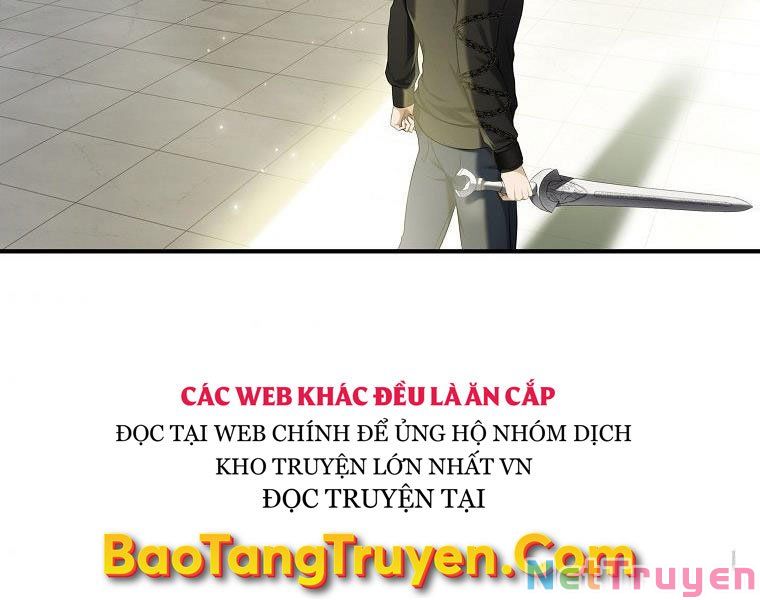 CÁC WEB KHÁC ĐỀU LÀ ĂN CẮP
ĐỌC TẠI WEB CHÍNH ĐỂ ỦNG HỘ NHÓM DỊCH
KHO TRUYỆN LỚN NHẤT VN
ĐỌC TRUYỆN TẠI
BaoTangTruyen.Com
NetTruyen